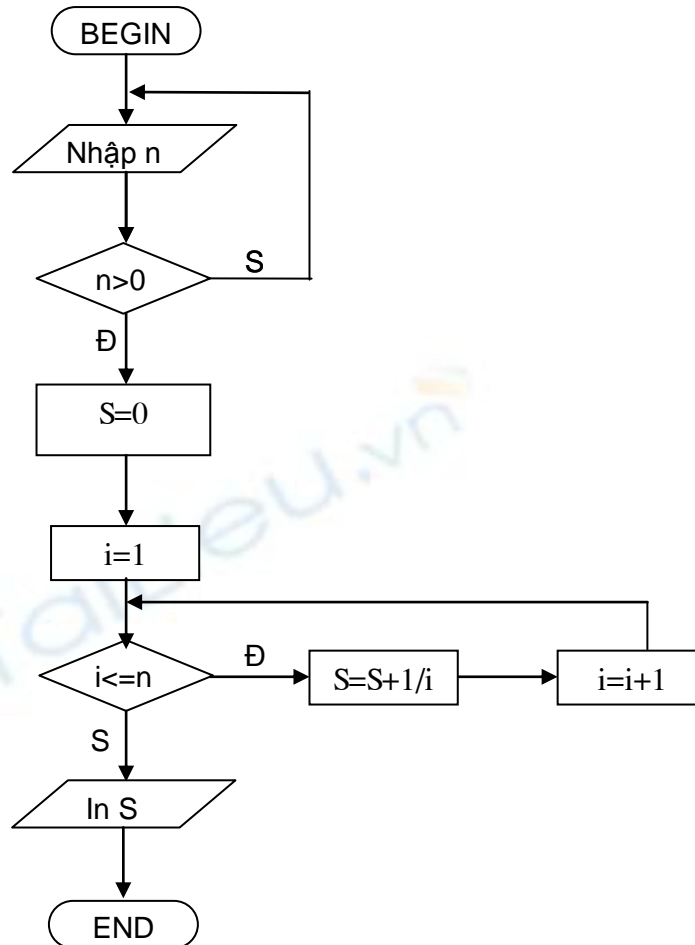 BEGIN
Nhập n
n>0
S
Đ
S=0
i=1
i<=n
Đ
S=S+1/i
i=i+1
S
In S
END